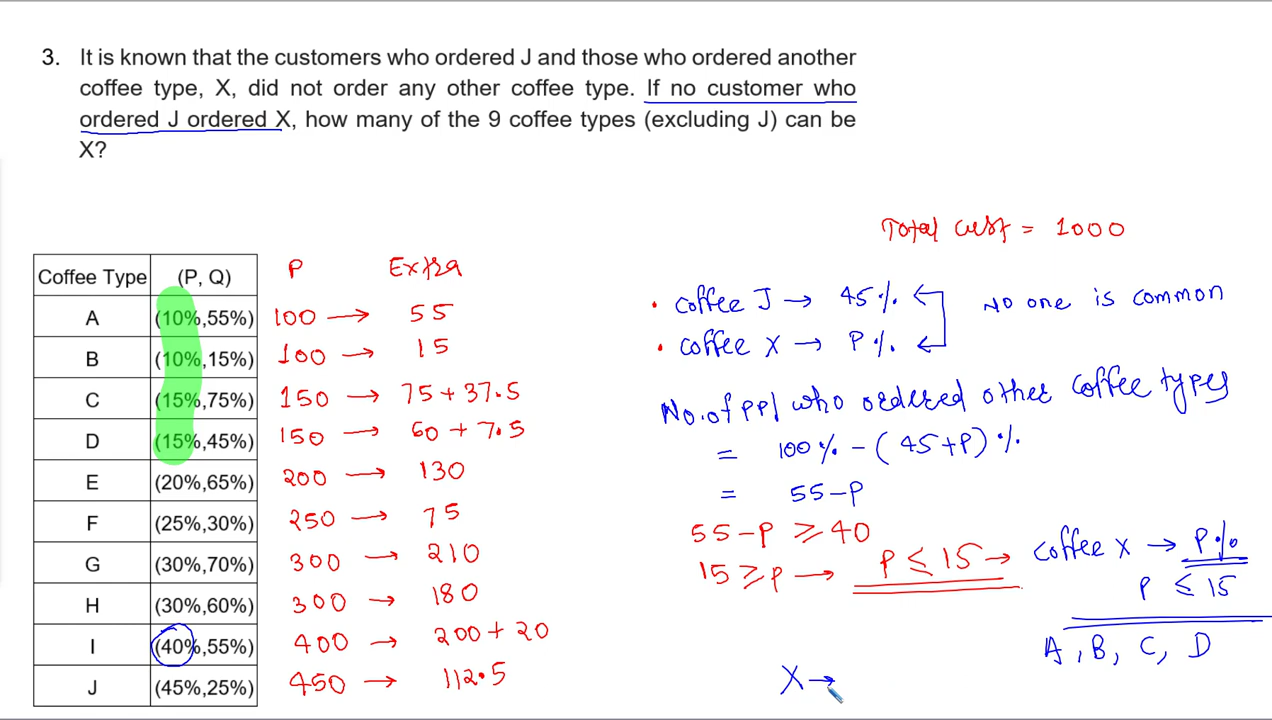 3. It is known that the customers who ordered J and those who ordered another
coffee type, X, did not order any other coffee type. If no customer who
ordered J ordered X, how many of the 9 coffee types (excluding J) can be
X?
Total cust = 1000
Coffee Type (P, Q) P Extra
A (10%,55%) 100 → 55
B (10%,15%) 100 → 15
C (15%,75%) 150 → 75 + 37.5
D (15%,45%) 150 → 60 + 7.5
E (20%,65%) 200 → 130
F (25%,30%) 250 → 75
G (30%,70%) 300 → 210
H (30%,60%) 300 → 180
I (40%,55%) 400 → 200 + 20
J (45%,25%) 450 → 112.5
• coffee J → 45%. No one is common
• coffee X → P%.
No. of ppl who ordered other coffee types
= 100% - (45+P)%.
= 55-P
55-P ≥ 40
15 ≥ P → P ≤ 15 → coffee X → P%
P ≤ 15
A, B, C, D
X →